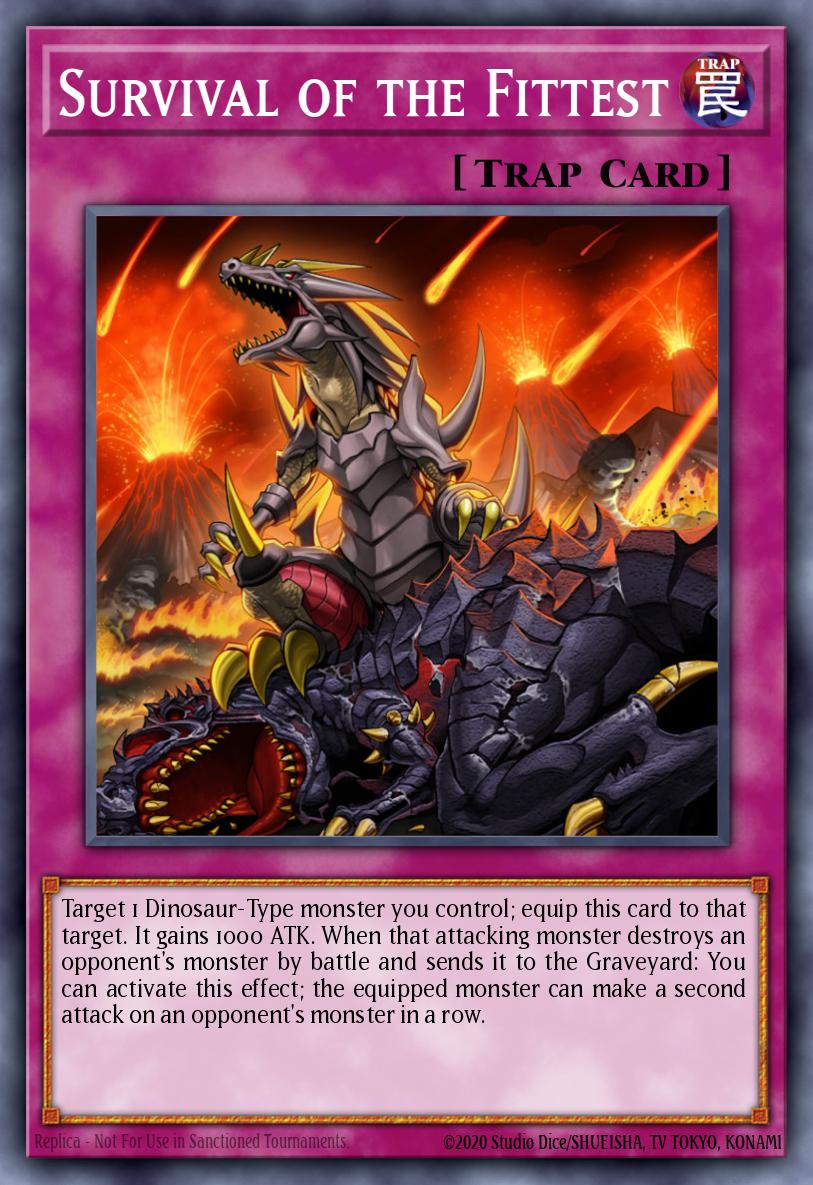 Survival of the Fittest
TRAP
罠
[Trap Card]
Target 1 Dinosaur-Type monster you control; equip this card to that
target. It gains 1000 ATK. When that attacking monster destroys an
opponent's monster by battle and sends it to the Graveyard: You
can activate this effect; the equipped monster can make a second
attack on an opponent's monster in a row.
Replica - Not For Use in Sanctioned Tournaments.
©2020 Studio Dice/SHUEISHA, TV TOKYO, KONAMI